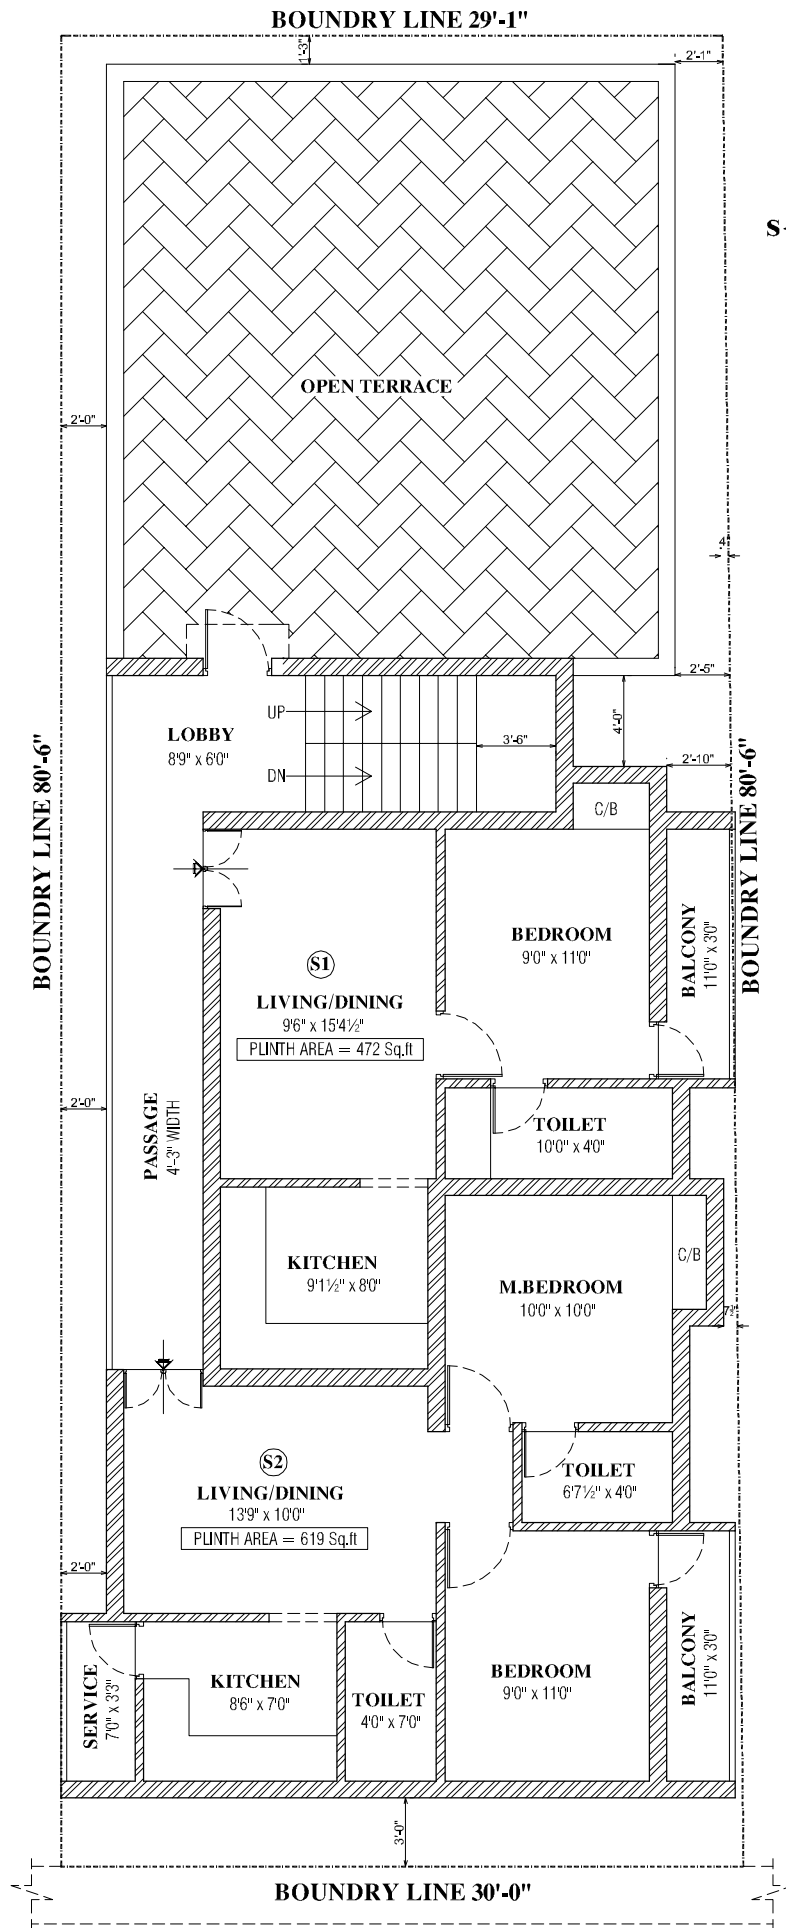 BOUNDRY LINE 29'-1"
1'-3"
2'-1"
S
OPEN TERRACE
2'-0"
4"
2'-5"
4'-0"
UP
LOBBY
8'9" x 6'0"
3'-6"
2'-10"
DN
BOUNDRY LINE 80'-6"
BOUNDRY LINE 80'-6"
C/B
BEDROOM
9'0" x 11'0"
BALCONY
11'0" x 3'0"
S1
LIVING/DINING
9'6" x 15'4½"
PLINTH AREA = 472 Sq.ft
2'-0"
PASSAGE
4'-3" WIDTH
TOILET
10'0" x 4'0"
KITCHEN
9'1½" x 8'0"
C/B
M.BEDROOM
10'0" x 10'0"
7½"
S2
LIVING/DINING
13'9" x 10'0"
PLINTH AREA = 619 Sq.ft
TOILET
6'7½" x 4'0"
2'-0"
SERVICE
7'0" x 3'3"
KITCHEN
8'6" x 7'0"
TOILET
4'0" x 7'0"
BEDROOM
9'0" x 11'0"
BALCONY
11'0" x 3'0"
3'-0"
BOUNDRY LINE 30'-0"